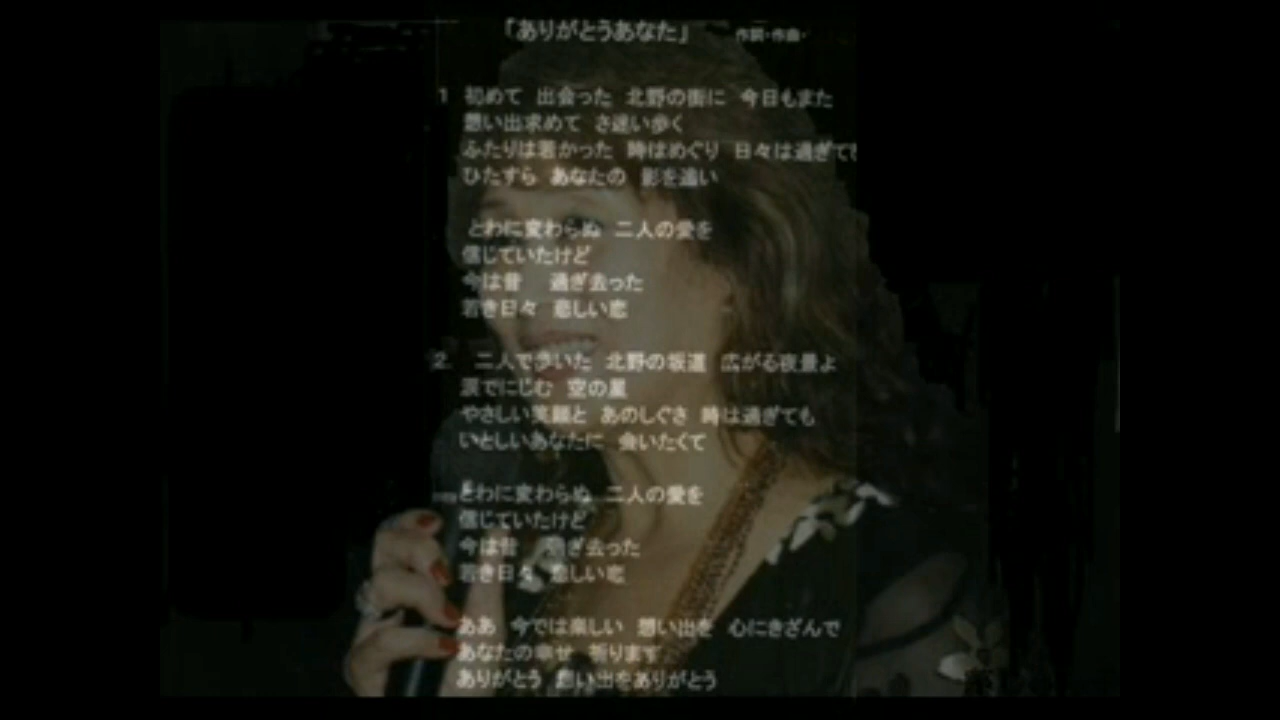 「ありがとうあなた」 作詞・作曲・
1 初めて 出会った 北野の街に 今日もまた
想い出求めて さ迷い歩く
ふたりは若かった 時はめぐり 日々は過ぎても
ひたすら あなたの 影を追い
とわに変わらぬ 二人の愛を
信じていたけど
今は昔 過ぎ去った
若き日々 悲しい恋
2. 二人で歩いた 北野の坂道 広がる夜景よ
涙でにじむ 空の星
やさしい笑顔と あのしぐさ 時は過ぎても
いとしいあなたに 会いたくて
とわに変わらぬ 二人の愛を
信じていたけど
今は昔 過ぎ去った
若き日々 悲しい恋
ああ 今では楽しい 想い出を 心にきざんで
あなたの幸せ 祈ります
ありがとう 想い出をありがとう